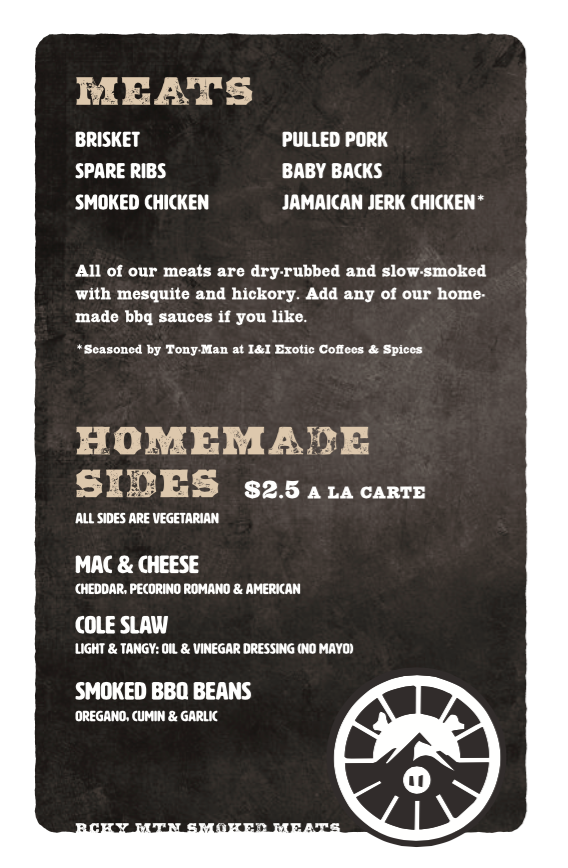 MEATS
BRISKET
PULLED PORK
SPARE RIBS
BABY BACKS
SMOKED CHICKEN
JAMAICAN JERK CHICKEN*
All of our meats are dry-rubbed and slow-smoked
with mesquite and hickory. Add any of our home-
made bbq sauces if you like.
*Seasoned by Tony-Man at I&I Exotic Coffees & Spices
HOMEMADE
SIDES $2.5 A LA CARTE
ALL SIDES ARE VEGETARIAN
MAC & CHEESE
CHEDDAR, PECORINO ROMANO & AMERICAN
COLE SLAW
LIGHT & TANGY: OIL & VINEGAR DRESSING (NO MAYO)
SMOKED BBQ BEANS
OREGANO, CUMIN & GARLIC
RCKY MTN SMOKED MEATS